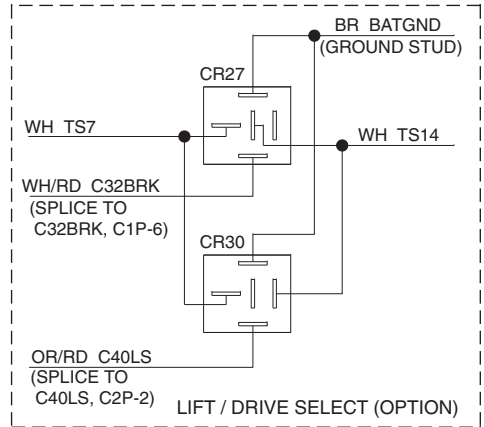 BR BATGND
(GROUND STUD)
CR27
WH TS7
WH TS14
WH/RD C32BRK
(SPLICE TO
C32BRK, C1P-6)
CR30
OR/RD C40LS
(SPLICE TO
C40LS, C2P-2)
LIFT / DRIVE SELECT (OPTION)